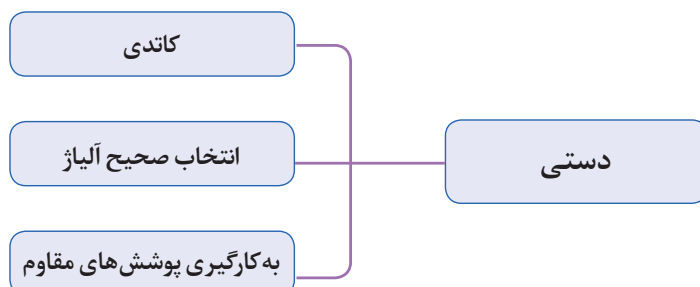 کاتدی
انتخاب صحیح آلیاژ
دستی
به‌کارگیری پوشش‌های مقاوم